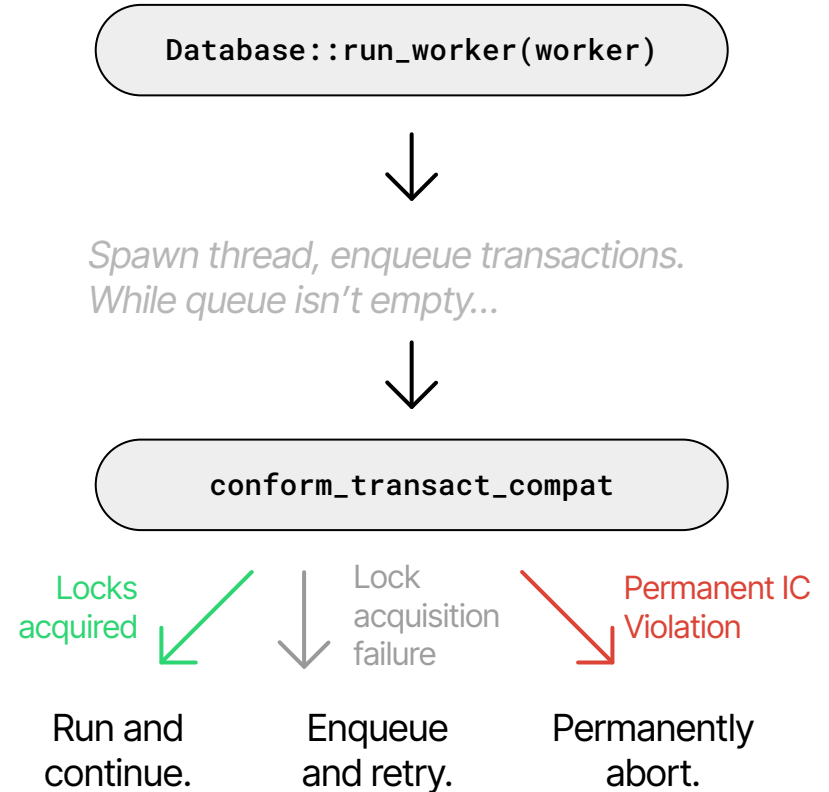 Database::run_worker(worker)
Spawn thread, enqueue transactions.
While queue isn’t empty...
conform_transact_compat
Locks
acquired
Lock
acquisition
failure
Permanent IC
Violation
Run and
continue.
Enqueue
and retry.
Permanently
abort.